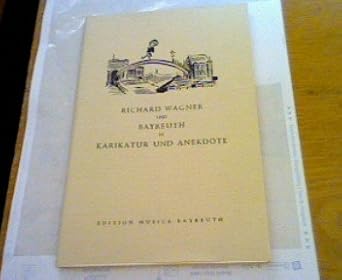 RICHARD WAGNER
UND
BAYREUTH
IN
KARIKATUR UND ANEKDOTE
EDITION MUSICA BAYREUTH